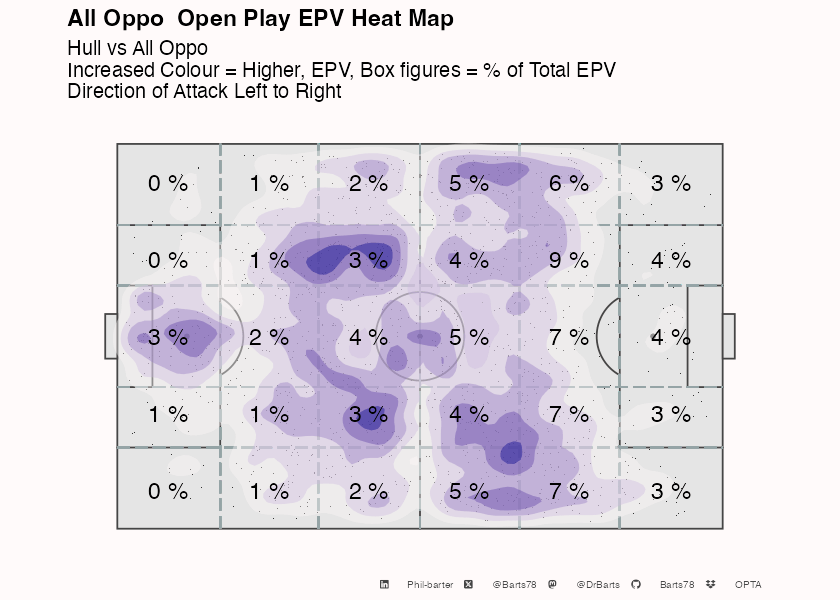 All Oppo  Open Play EPV Heat Map
Hull vs All Oppo
Increased Colour = Higher, EPV, Box figures = % of Total EPV
Direction of Attack Left to Right
0 % 1 % 2 % 5 % 6 % 3 %
0 % 1 % 3 % 4 % 9 % 4 %
3 % 2 % 4 % 5 % 7 % 4 %
1 % 1 % 3 % 4 % 7 % 3 %
0 % 1 % 2 % 5 % 7 % 3 %
Phil-barter @Barts78 @DrBarts Barts78 OPTA